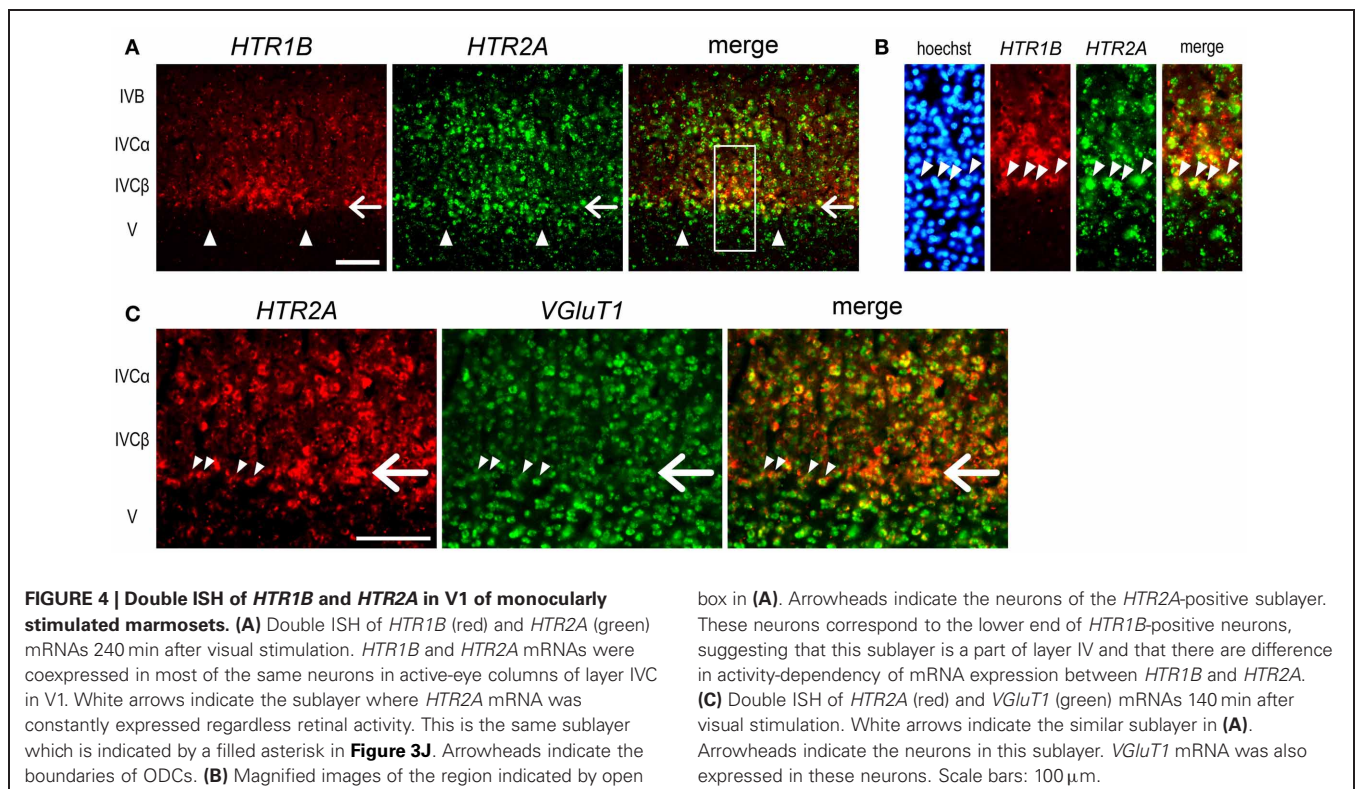 A
HTR1B
HTR2A
merge
B
hoechst
HTR1B
HTR2A
merge
IVB
IVCα
IVCβ
V
C
HTR2A
VGluT1
merge
IVCα
IVCβ
V
FIGURE 4 | Double ISH of HTR1B and HTR2A in V1 of monocularly
stimulated marmosets. (A) Double ISH of HTR1B (red) and HTR2A (green)
mRNAs 240 min after visual stimulation. HTR1B and HTR2A mRNAs were
coexpressed in most of the same neurons in active-eye columns of layer IVC
in V1. White arrows indicate the sublayer where HTR2A mRNA was
constantly expressed regardless retinal activity. This is the same sublayer
which is indicated by a filled asterisk in Figure 3J. Arrowheads indicate the
boundaries of ODCs. (B) Magnified images of the region indicated by open
box in (A). Arrowheads indicate the neurons of the HTR2A-positive sublayer.
These neurons correspond to the lower end of HTR1B-positive neurons,
suggesting that this sublayer is a part of layer IV and that there are difference
in activity-dependency of mRNA expression between HTR1B and HTR2A.
(C) Double ISH of HTR2A (red) and VGluT1 (green) mRNAs 140 min after
visual stimulation. White arrows indicate the similar sublayer in (A).
Arrowheads indicate the neurons in this sublayer. VGluT1 mRNA was also
expressed in these neurons. Scale bars: 100 μm.